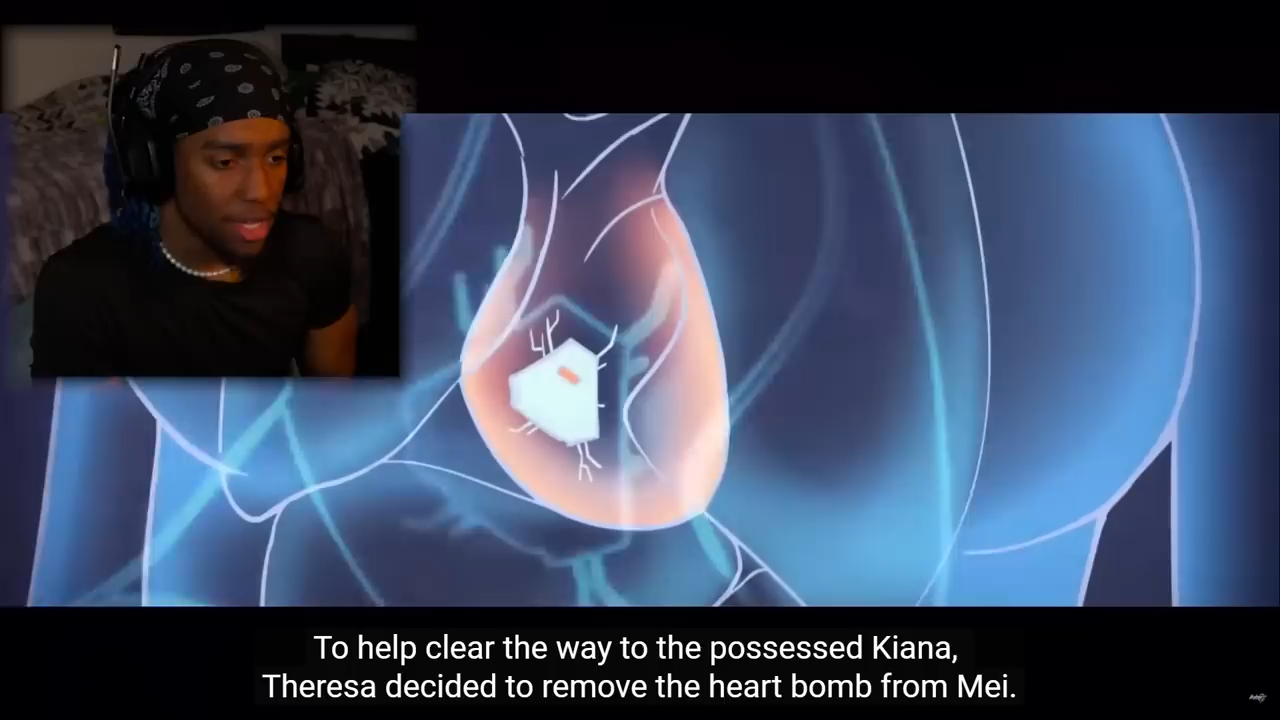 To help clear the way to the possessed Kiana,
Theresa decided to remove the heart bomb from Mei.